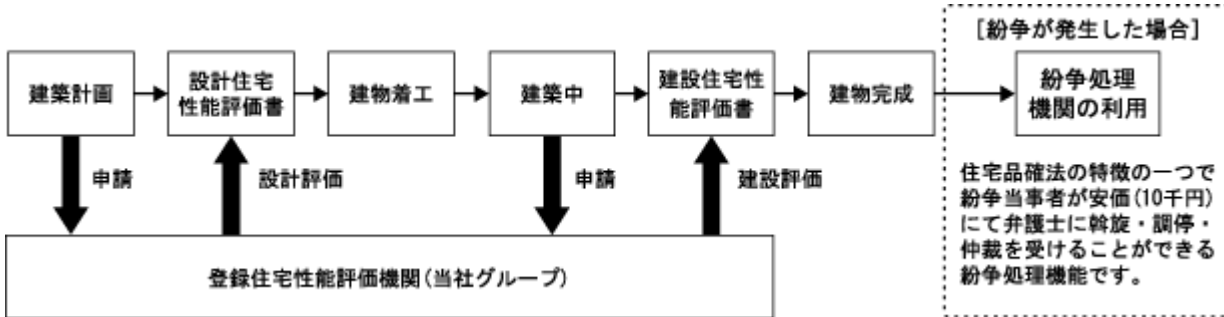 [紛争が発生した場合]
建築計画
設計住宅
性能評価書
建物着工
建築中
建設住宅性
能評価書
建物完成
紛争処理
機関の利用
申請
設計評価
申請
建設評価
住宅品確法の特徴の一つで
紛争当事者が安価(10千円)
にて弁護士に斡旋・調停・
仲裁を受けることができる
紛争処理機能です。
登録住宅性能評価機関(当社グループ)